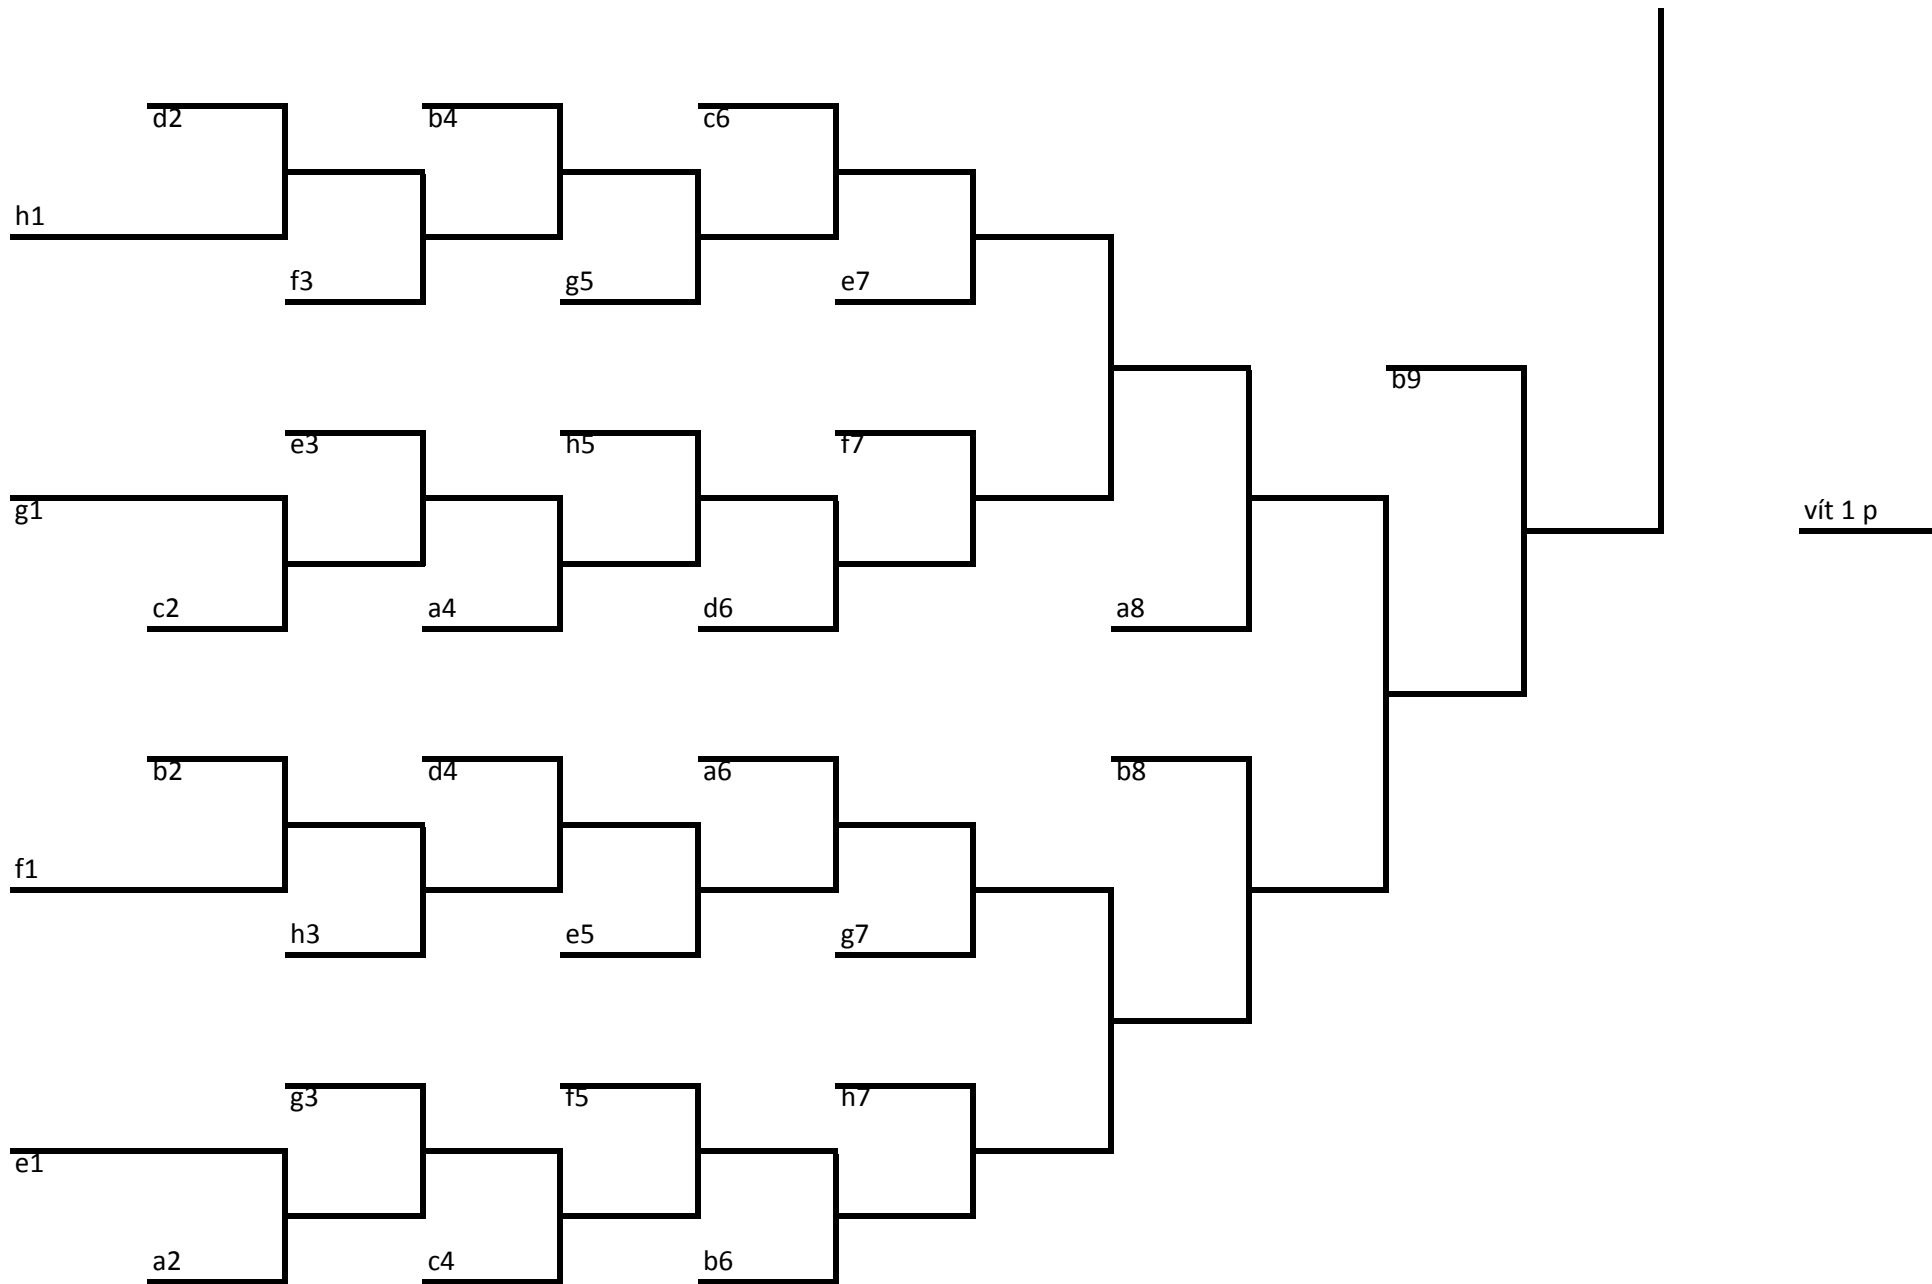 d2 b4 c6
h1
f3 g5 e7
b9
e3 h5 f7
g1 vít 1 p
c2 a4 d6 a8
b2 d4 a6 b8
f1
h3 e5 g7
g3 f5 h7
e1
a2 c4 b6